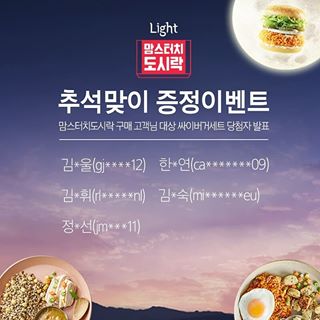 Light
맘스터치
도시락
추석맞이 증정이벤트
맘스터치도시락 구매 고객님 대상 싸이버거세트 당첨자 발표
김*울(gj****12) 한*연(ca*******09)
김*휘(rl*****nl) 김*숙(mi******eu)
정*선(jm***11)